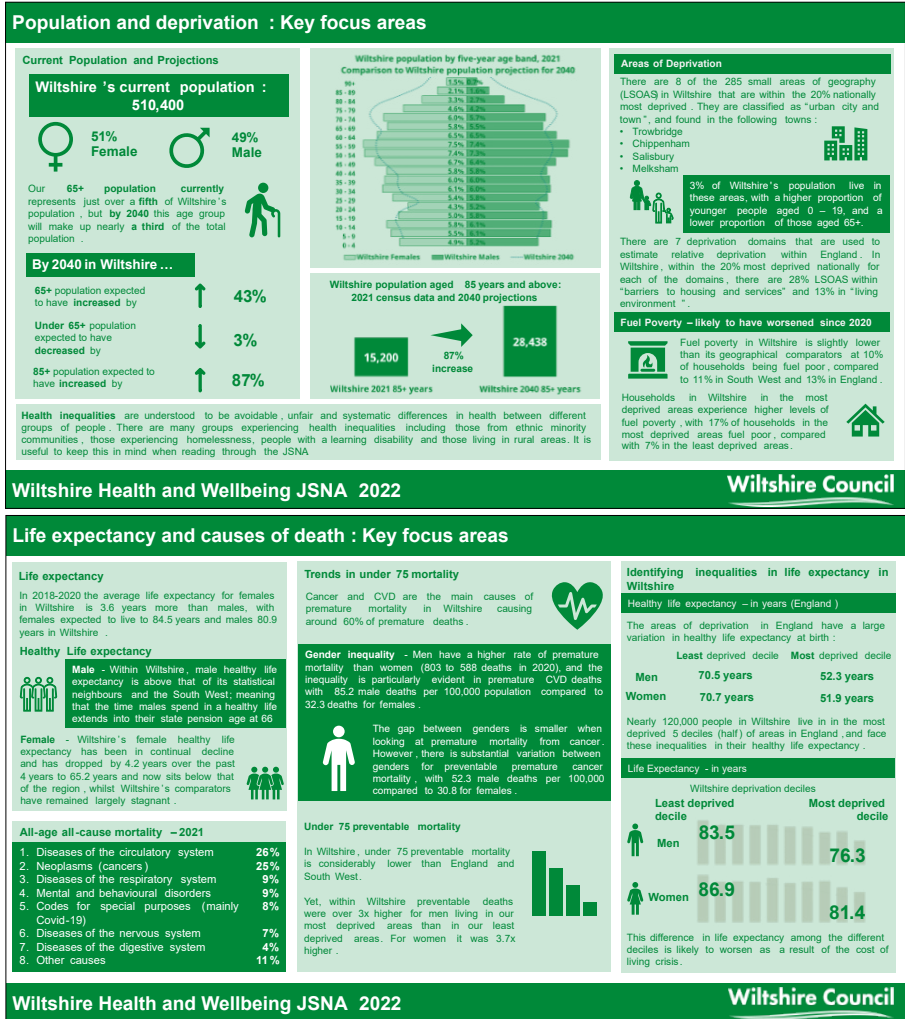 Population and deprivation : Key focus areas
Current Population and Projections
Wiltshire 's current population :
510,400
51%
Female
49%
Male
Our 65+ population currently
represents just over a fifth of Wiltshire's
population , but by 2040 this age group
will make up nearly a third of the total
population .
By 2040 in Wiltshire ...
65+ population expected
to have increased by
43%
Under 65+ population
expected to have
decreased by
3%
85+ population expected to
have increased by
87%
Wiltshire population by five-year age band, 2021
Comparison to Wiltshire population projection for 2040
90+
85 - 89
80 - 84
75 - 79
70 - 74
65 - 69
60 - 64
55 - 59
50 - 54
45 - 49
40 - 44
35 - 39
30 - 34
25 - 29
20 - 24
15 - 19
10 - 14
5 - 9
0 - 4
Wiltshire Females
Wiltshire Males
Wiltshire 2040
Wiltshire population aged 85 years and above:
2021 census data and 2040 projections
15,200
87%
increase
28,438
Wiltshire 2021 85+ years
Wiltshire 2040 85+ years
Health inequalities are understood to be avoidable , unfair and systematic differences in health between different
groups of people . There are many groups experiencing health inequalities including those from ethnic minority
communities , those experiencing homelessness, people with a learning disability and those living in rural areas. It is
useful to keep this in mind when reading through the JSNA
Areas of Deprivation
There are 8 of the 285 small areas of geography
(LSOAS) in Wiltshire that are within the 20% nationally
most deprived . They are classified as "urban city and
town", and found in the following towns :
• Trowbridge
• Chippenham
• Salisbury
• Melksham
3% of Wiltshire's population live in
these areas, with a higher proportion of
younger people aged 0 – 19, and a
lower proportion of those aged 65+.
There are 7 deprivation domains that are used to
estimate relative deprivation within England. In
Wiltshire, within the 20% most deprived nationally for
each of the domains , there are 28% LSOAS within
"barriers to housing and services" and 13% in "living
environment ".
Fuel Poverty – likely to have worsened since 2020
Fuel poverty in Wiltshire is slightly lower
than its geographical comparators at 10%
of households being fuel poor, compared
to 11% in South West and 13% in England .
Households in Wiltshire in the most
deprived areas experience higher levels of
fuel poverty , with 17% of households in the
most deprived areas fuel poor, compared
with 7% in the least deprived areas.
Wiltshire Health and Wellbeing JSNA 2022
Wiltshire Council
Life expectancy and causes of death : Key focus areas
Life expectancy
In 2018-2020 the average life expectancy for females
in Wiltshire is 3.6 years more than males, with
females expected to live to 84.5 years and males 80.9
years in Wiltshire .
Healthy Life Expectancy
Male - Within Wiltshire, male healthy life
expectancy is above that of its statistical
neighbours and the South West; meaning
that the time males spend in a healthy life
extends into their state pension age at 66
Female - Wiltshire's female healthy life
expectancy has been in continual decline
and has dropped by 4.2 years over the past
4 years to 65.2 years and now sits below that
of the region , whilst Wiltshire's comparators
have remained largely stagnant .
All-age all-cause mortality – 2021
1. Diseases of the circulatory system 26%
2. Neoplasms (cancers) 25%
3. Diseases of the respiratory system 9%
4. Mental and behavioural disorders 9%
5. Codes for special purposes (mainly 8%
Covid-19)
6. Diseases of the nervous system 7%
7. Diseases of the digestive system 4%
8. Other causes 11%
Trends in under 75 mortality
Cancer and CVD are the main causes of
premature mortality in Wiltshire causing
around 60% of premature deaths .
Gender inequality - Men have a higher rate of premature
mortality than women (803 to 588 deaths in 2020), and the
inequality is particularly evident in premature CVD deaths
with 85.2 male deaths per 100,000 population compared to
32.3 deaths for females .
The gap between genders is smaller when
looking at premature mortality from cancer.
However, there is substantial variation between
genders for preventable premature cancer
mortality , with 52.3 male deaths per 100,000
compared to 30.8 for females .
Under 75 preventable mortality
In Wiltshire, under 75 preventable mortality
is considerably lower than England and
South West.
Yet, within Wiltshire preventable deaths
were over 3x higher for men living in our
most deprived areas than in our least
deprived areas. For women it was 3.7x
higher .
Identifying inequalities in life expectancy in
Wiltshire
Healthy life expectancy – in years (England )
The areas of deprivation in England have a large
variation in healthy life expectancy at birth :
Least deprived decile Most deprived decile
Men 70.5 years 52.3 years
Women 70.7 years 51.9 years
Nearly 120,000 people in Wiltshire live in in the most
deprived 5 deciles (half) of areas in England , and face
these inequalities in their healthy life expectancy .
Life Expectancy - in years
Wiltshire deprivation deciles
Least deprived
decile
Most deprived
decile
Men
83.5
76.3
Women
86.9
81.4
This difference in life expectancy among the different
deciles is likely to worsen as a result of the cost of
living crisis.
Wiltshire Health and Wellbeing JSNA 2022
Wiltshire Council